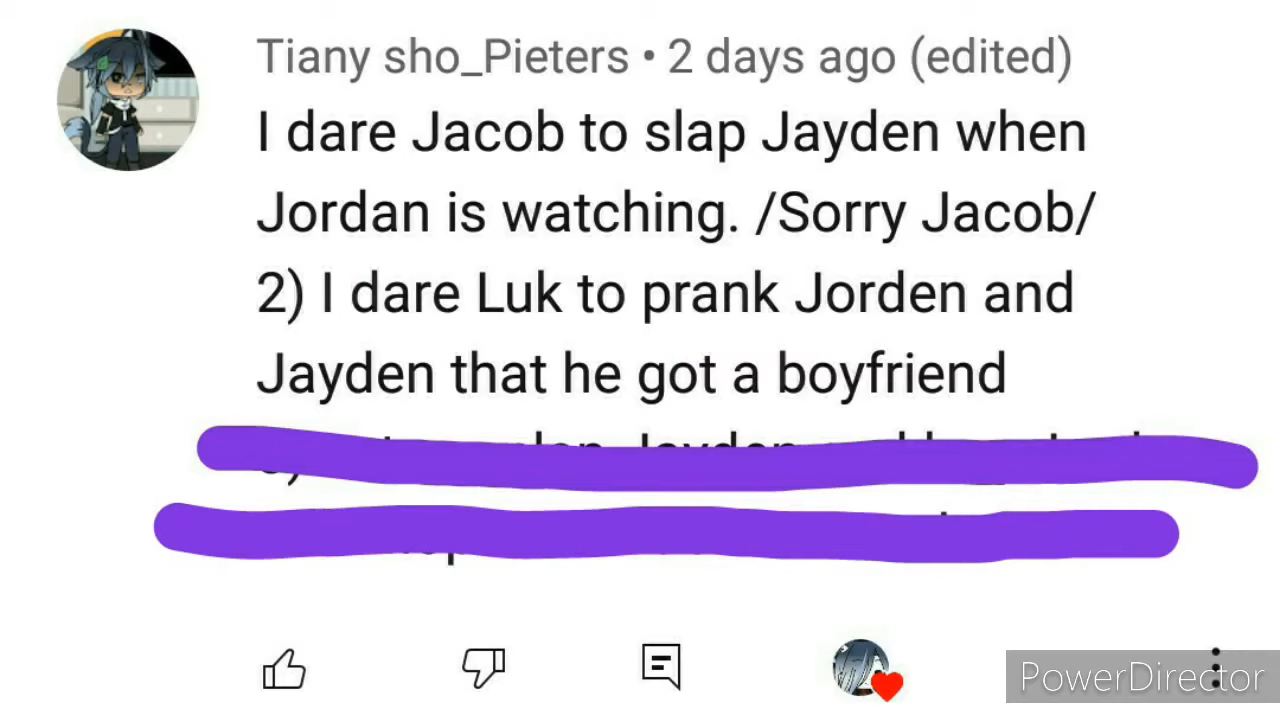 Tiany sho_Pieters • 2 days ago (edited)
I dare Jacob to slap Jayden when
Jordan is watching. /Sorry Jacob/
2) I dare Luk to prank Jorden and
Jayden that he got a boyfriend
PowerDirector